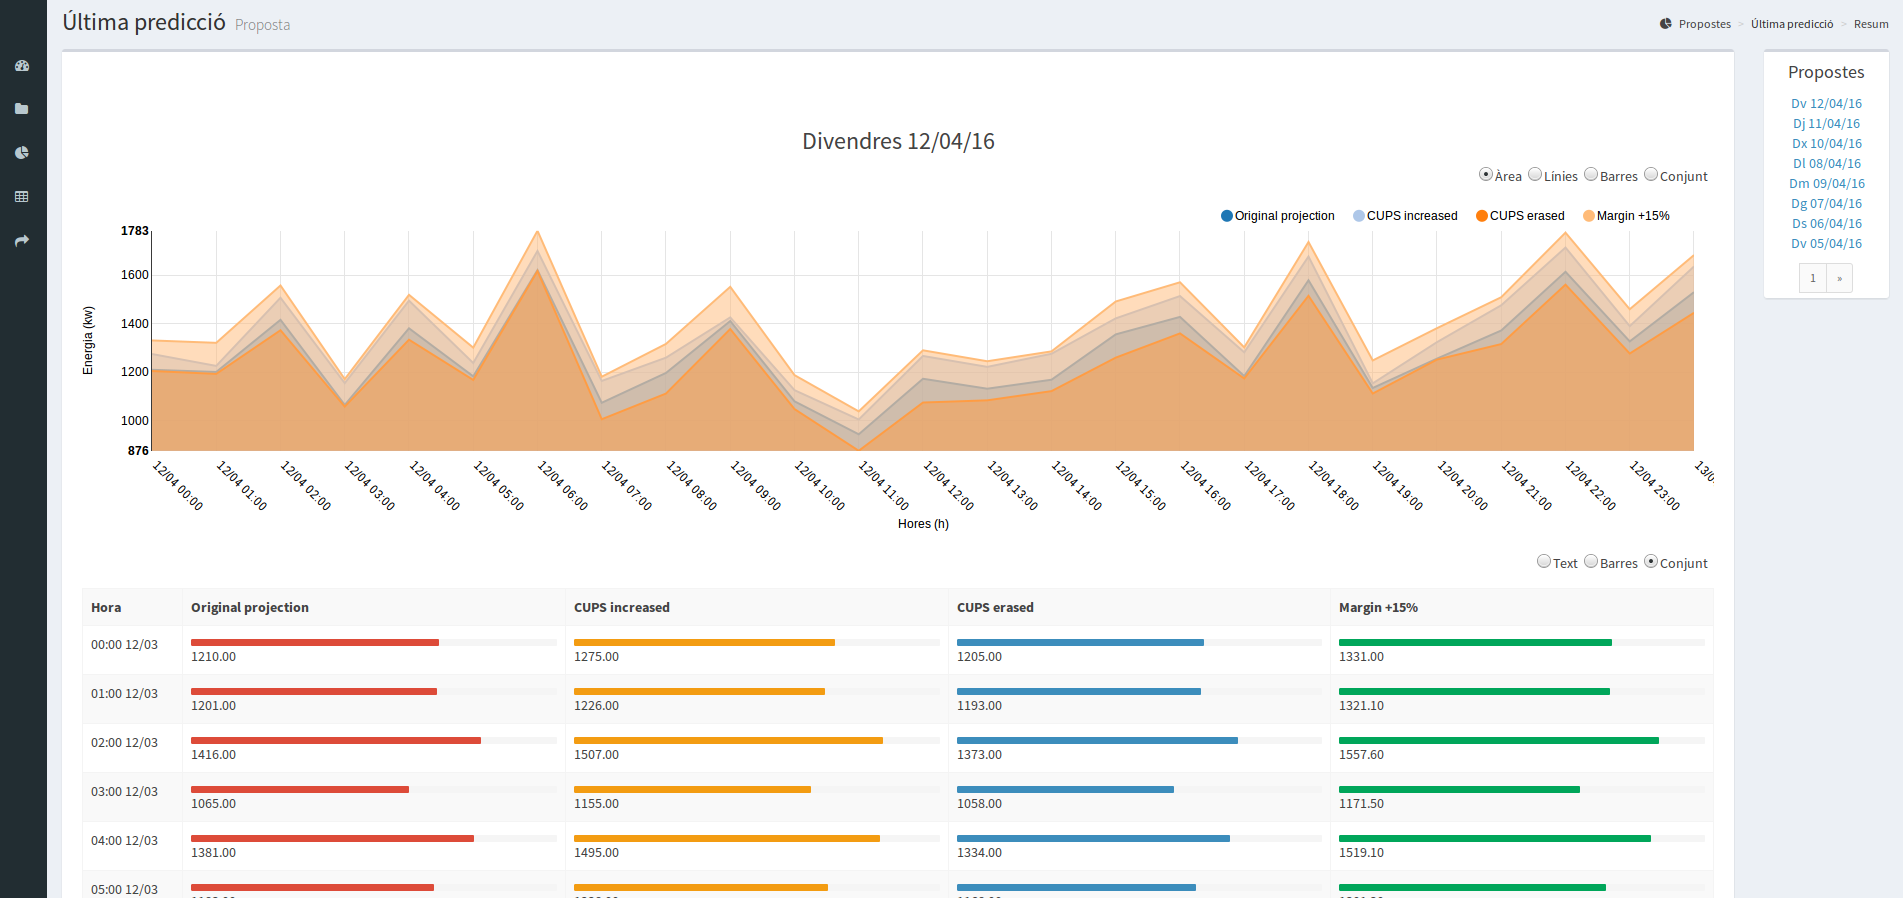 Última predicció Proposta
Propostes > Última predicció > Resum
Propostes
Dv 12/04/16
Dj 11/04/16
Dx 10/04/16
Dl 08/04/16
Dm 09/04/16
Dg 07/04/16
Ds 06/04/16
Dv 05/04/16
1 »
Divendres 12/04/16
Àrea Línies Barres Conjunt
Original projection CUPS increased CUPS erased Margin +15%
Energia (kw)
1783
1600
1400
1200
1000
876
12/04 00:00 12/04 01:00 12/04 02:00 12/04 03:00 12/04 04:00 12/04 05:00 12/04 06:00 12/04 07:00 12/04 08:00 12/04 09:00 12/04 10:00 12/04 11:00 12/04 12:00 12/04 13:00 12/04 14:00 12/04 15:00 12/04 16:00 12/04 17:00 12/04 18:00 12/04 19:00 12/04 20:00 12/04 21:00 12/04 22:00 12/04 23:00
Hores (h)
Text Barres Conjunt
Hora Original projection CUPS increased CUPS erased Margin +15%
00:00 12/03 1210.00 1275.00 1205.00 1331.00
01:00 12/03 1201.00 1226.00 1193.00 1321.10
02:00 12/03 1416.00 1507.00 1373.00 1557.60
03:00 12/03 1065.00 1155.00 1058.00 1171.50
04:00 12/03 1381.00 1495.00 1334.00 1519.10
05:00 12/03